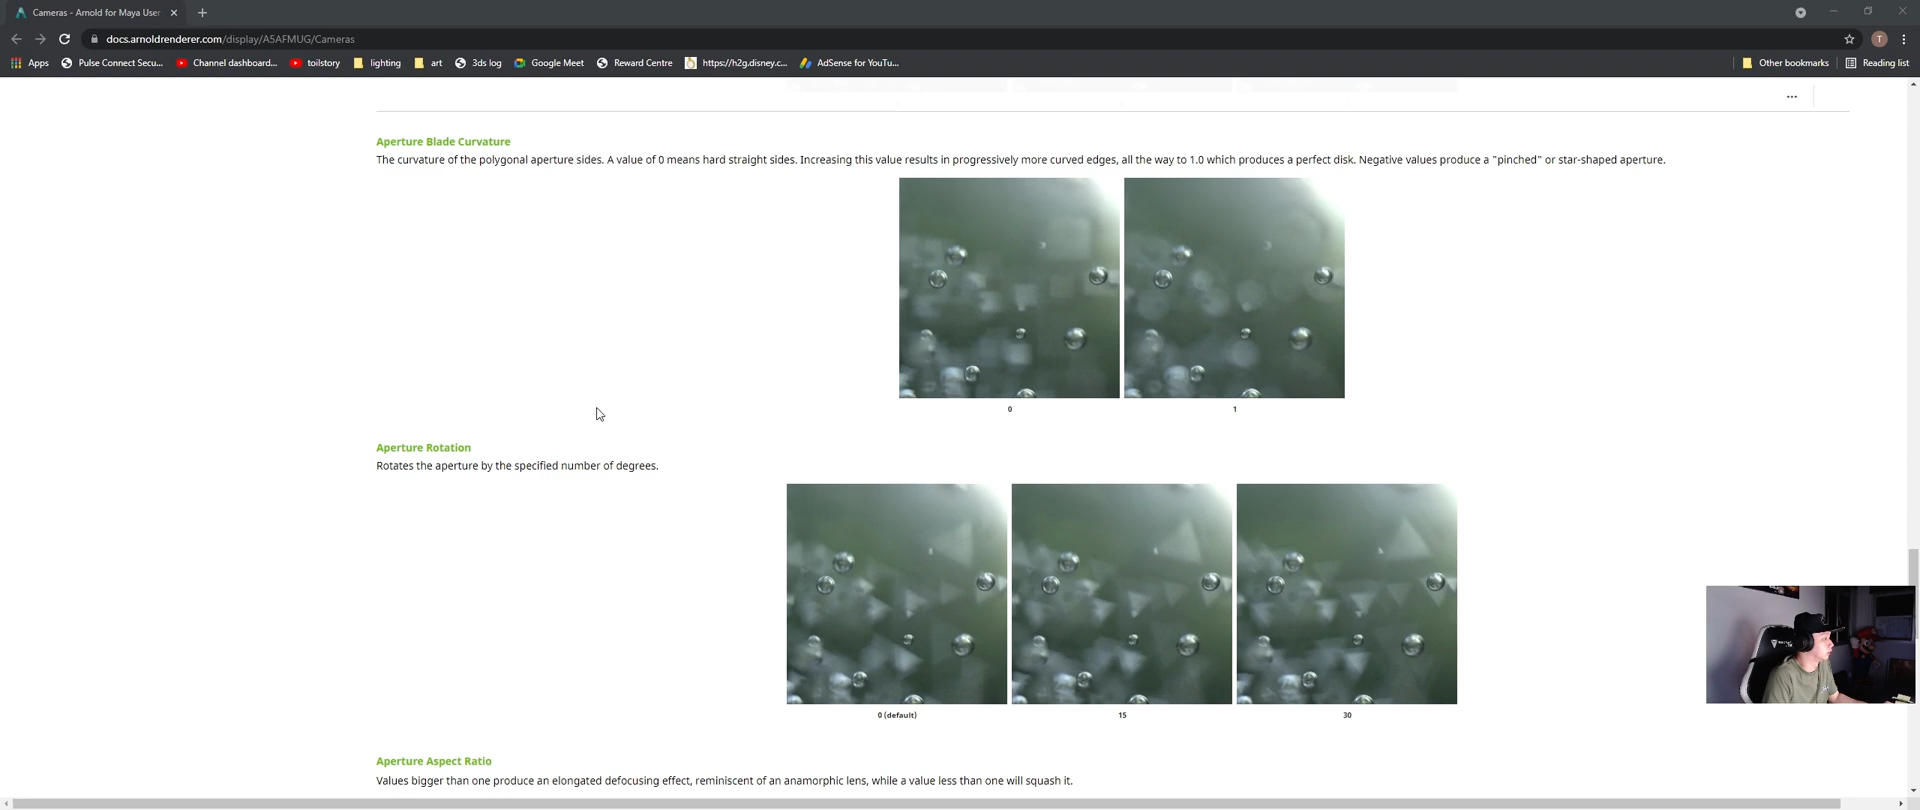 Cameras - Arnold for Maya User
docs.arnoldrenderer.com/display/A5AFMUG/Cameras
T
Apps
Pulse Connect Secu...
Channel dashboard...
toilstory
lighting
art
3ds log
Google Meet
Reward Centre
https://h2g.disney.c...
AdSense for YouTu...
Other bookmarks
Reading list
Aperture Blade Curvature
The curvature of the polygonal aperture sides. A value of 0 means hard straight sides. Increasing this value results in progressively more curved edges, all the way to 1.0 which produces a perfect disk. Negative values produce a "pinched" or star-shaped aperture.
0
1
Aperture Rotation
Rotates the aperture by the specified number of degrees.
0 (default)
15
30
Aperture Aspect Ratio
Values bigger than one produce an elongated defocusing effect, reminiscent of an anamorphic lens, while a value less than one will squash it.